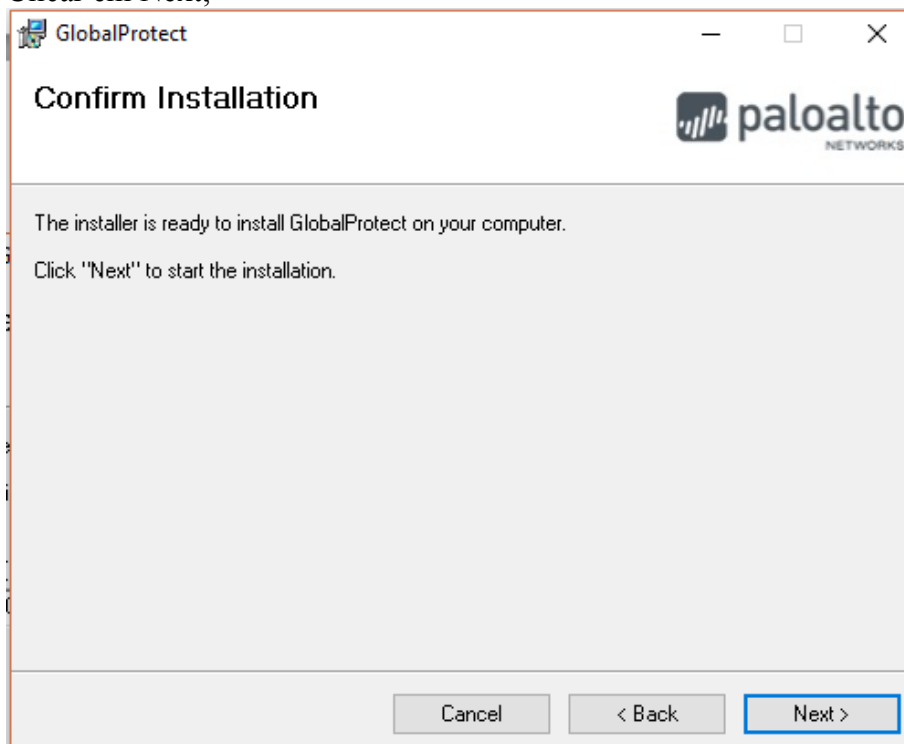 GlobalProtect
Confirm Installation
paloalto
NETWORKS
The installer is ready to install GlobalProtect on your computer.
Click "Next" to start the installation.
Cancel
< Back
Next >